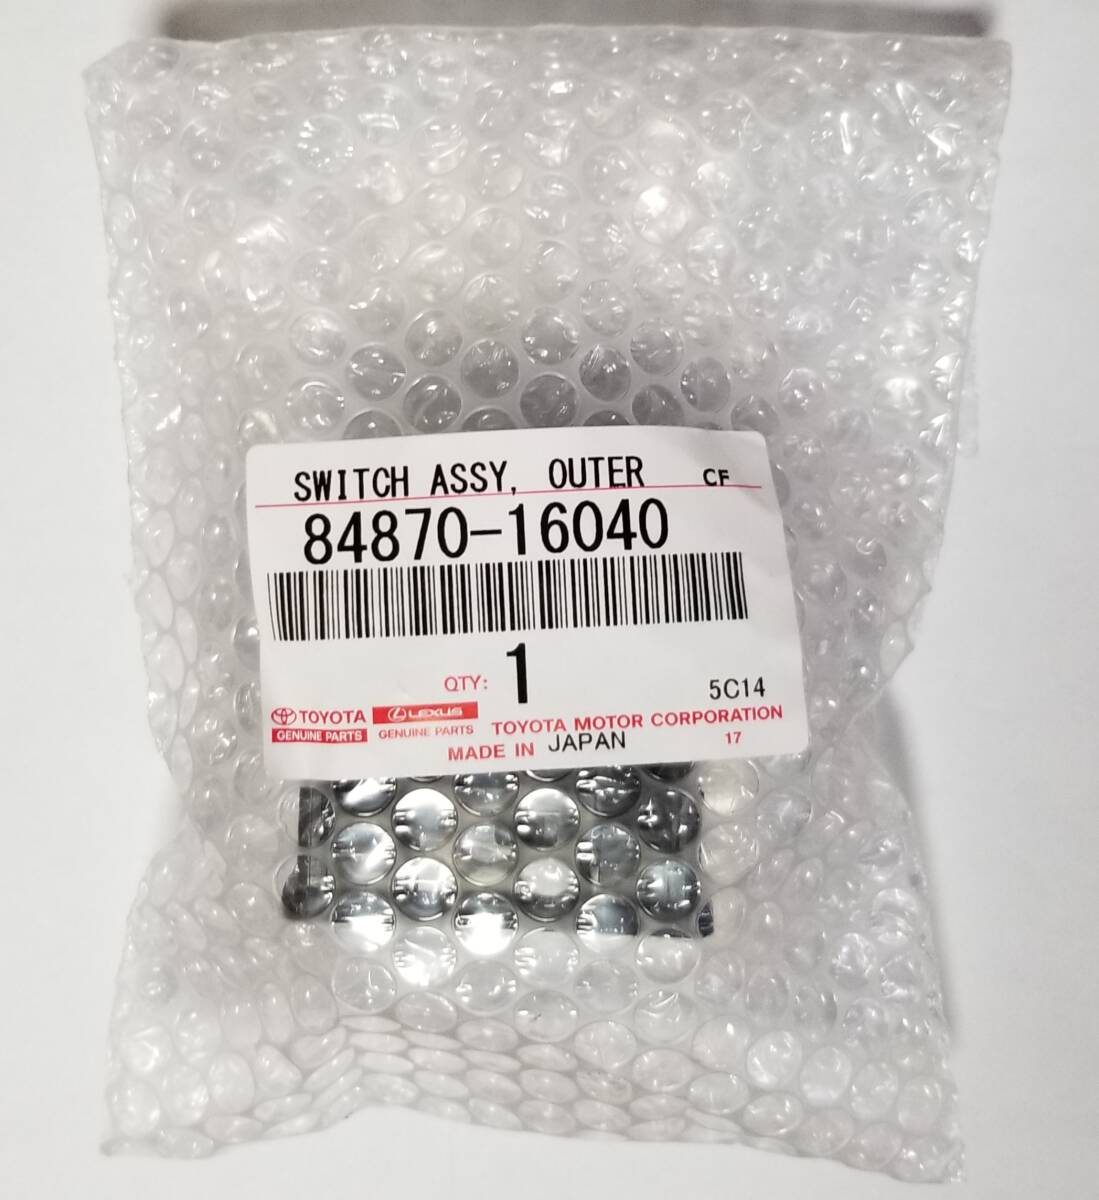 SWITCH ASSY, OUTER CF
84870-16040
QTY: 1 5C14
TOYOTA LEXUS TOYOTA MOTOR CORPORATION
GENUINE PARTS GENUINE PARTS MADE IN JAPAN 17